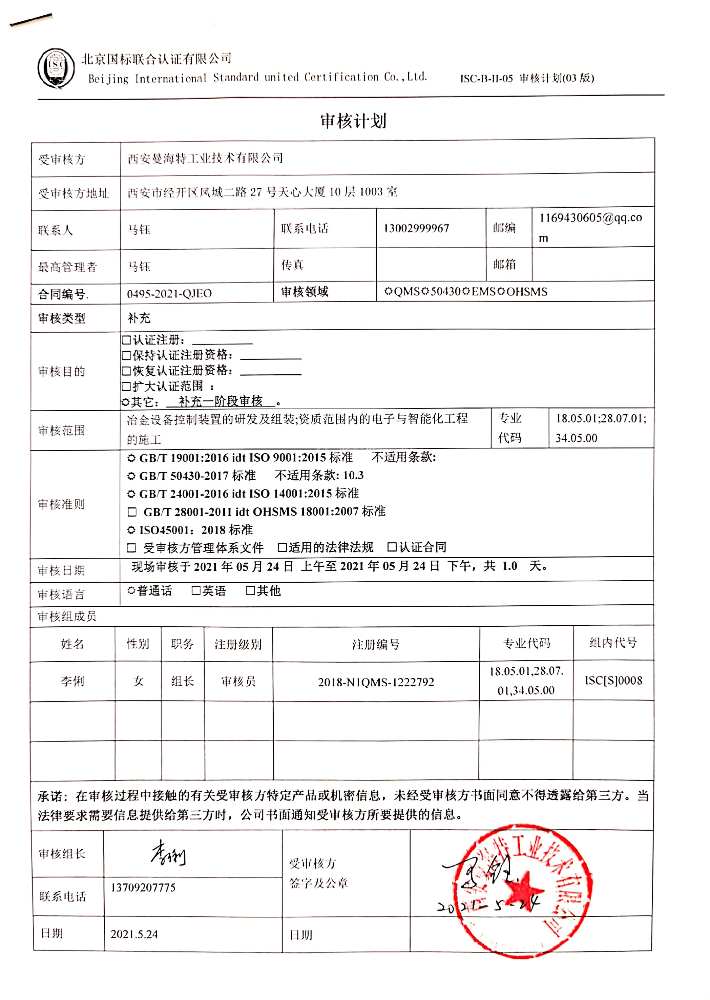 ISC
北京国标联合认证有限公司
Beijing International Standard united Certification Co.,Ltd.
ISC-B-II-05 审核计划(03 版)
审核计划
受审核方
西安曼海特工业技术有限公司
受审核方地址
西安市经开区凤城二路 27 号天心大厦 10 层 1003 室
联系人
马钰
联系电话
13002999967
邮编
1169430605@qq.co
m
最高管理者
马钰
传真
邮箱
合同编号.
0495-2021-QJEO
审核领域
✪QMS✪50430✪EMS✪OHSMS
审核类型
补充
审核目的
□认证注册：
□保持认证注册资格：
□恢复认证注册资格：
□扩大认证范围 ：
✪其它： 补充一阶段审核 。
审核范围
冶金设备控制装置的研发及组装;资质范围内的电子与智能化工程
的施工
专业
代码
18.05.01;28.07.01;
34.05.00
审核准则
✪ GB/T 19001:2016 idt ISO 9001:2015 标准 不适用条款:
✪ GB/T 50430-2017 标准 不适用条款: 10.3
✪ GB/T 24001-2016 idt ISO 14001:2015 标准
□ GB/T 28001-2011 idt OHSMS 18001:2007 标准
✪ ISO45001：2018 标准
□ 受审核方管理体系文件 □适用的法律法规 □认证合同
审核日期
现场审核于 2021 年 05 月 24 日 上午至 2021 年 05 月 24 日 下午，共 1.0 天。
审核语言
✪普通话 □英语 □其他
审核组成员
姓名 性别 职务 注册级别 注册编号 专业代码 组内代号
李俐 女 组长 审核员 2018-N1QMS-1222792
18.05.01,28.07.
01,34.05.00
ISC[S]0008
承诺：在审核过程中接触的有关受审核方特定产品或机密信息，未经受审核方书面同意不得透露给第三方。当
法律要求需要信息提供给第三方时，公司书面通知受审核方所要提供的信息。
审核组长
李俐
受审核方
签字及公章
马钰
2021-5-24
西安曼海特工业技术有限公司
联系电话
13709207775
日期
2021.5.24
日期